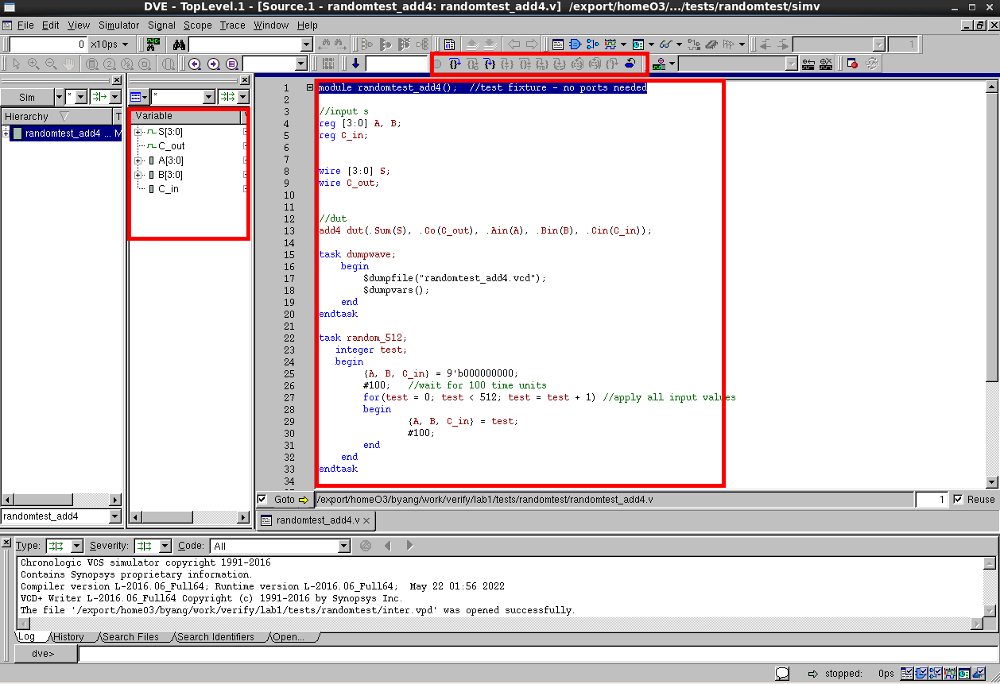 DVE - TopLevel.1 - [Source.1 - randomtest_add4: randomtest_add4.v]  /export/homeO3/.../tests/randomtest/simv
File Edit View Simulator Signal Scope Trace Window Help
0 x10ps
1
Sim * *
Hierarchy T
randomtest_add4 ... M
randomtest_add4
Variable
S[3:0]
C_out
A[3:0]
B[3:0]
C_in
1 module randomtest_add4();  //test fixture - no ports needed
2
3 //input s
4 reg [3:0] A, B;
5 reg C_in;
6
7
8 wire [3:0] S;
9 wire C_out;
10
11
12 //dut
13 add4 dut(.Sum(S), .Co(C_out), .Ain(A), .Bin(B), .Cin(C_in));
14
15 task dumpwave;
16     begin
17         $dumpfile("randomtest_add4.vcd");
18         $dumpvars();
19     end
20 endtask
21
22 task random_512;
23    integer test;
24    begin
25         {A, B, C_in} = 9'b000000000;
26         #100;   //wait for 100 time units
27         for(test = 0; test < 512; test = test + 1) //apply all input values
28         begin
29                 {A, B, C_in} = test;
30                 #100;
31         end
32     end
33 endtask
34
Goto /export/homeO3/byang/work/verify/lab1/tests/randomtest/randomtest_add4.v 1 Reuse
randomtest_add4.v
Type: Severity: Code: All
Chronologic VCS simulator copyright 1991-2016
Contains Synopsys proprietary information.
Compiler version L-2016.06_Full64; Runtime version L-2016.06_Full64;  May 22 01:56 2022
VCD+ Writer L-2016.06_Full64 Copyright (c) 1991-2016 by Synopsys Inc.
The file '/export/homeO3/byang/work/verify/lab1/tests/randomtest/inter.vpd' was opened successfully.
Log History Search Files Search Identifiers Open...
dve>
stopped: 0ps